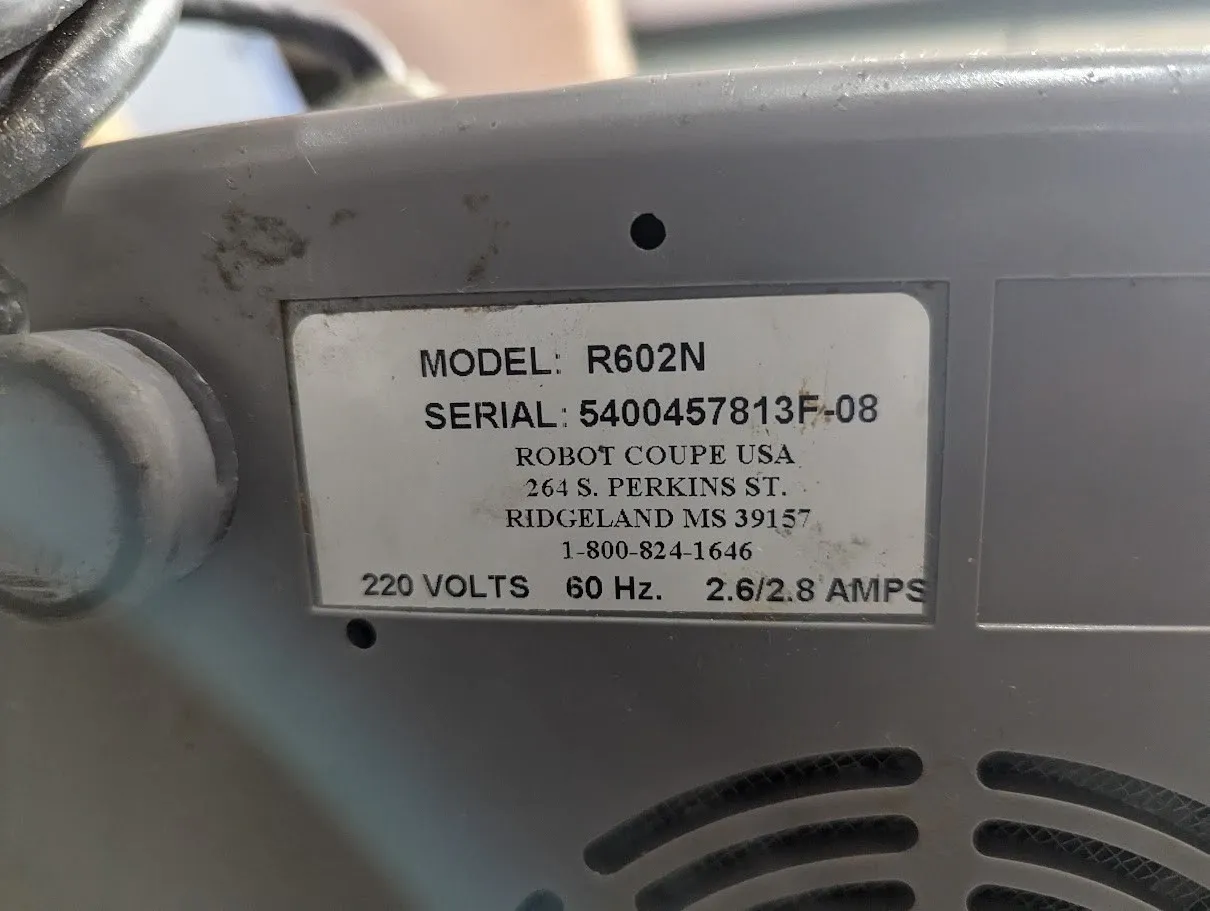 MODEL: R602N
SERIAL: 5400457813F-08
ROBOT COUPE USA
264 S. PERKINS ST.
RIDGELAND MS 39157
1-800-824-1646
220 VOLTS 60 Hz. 2.6/2.8 AMPS